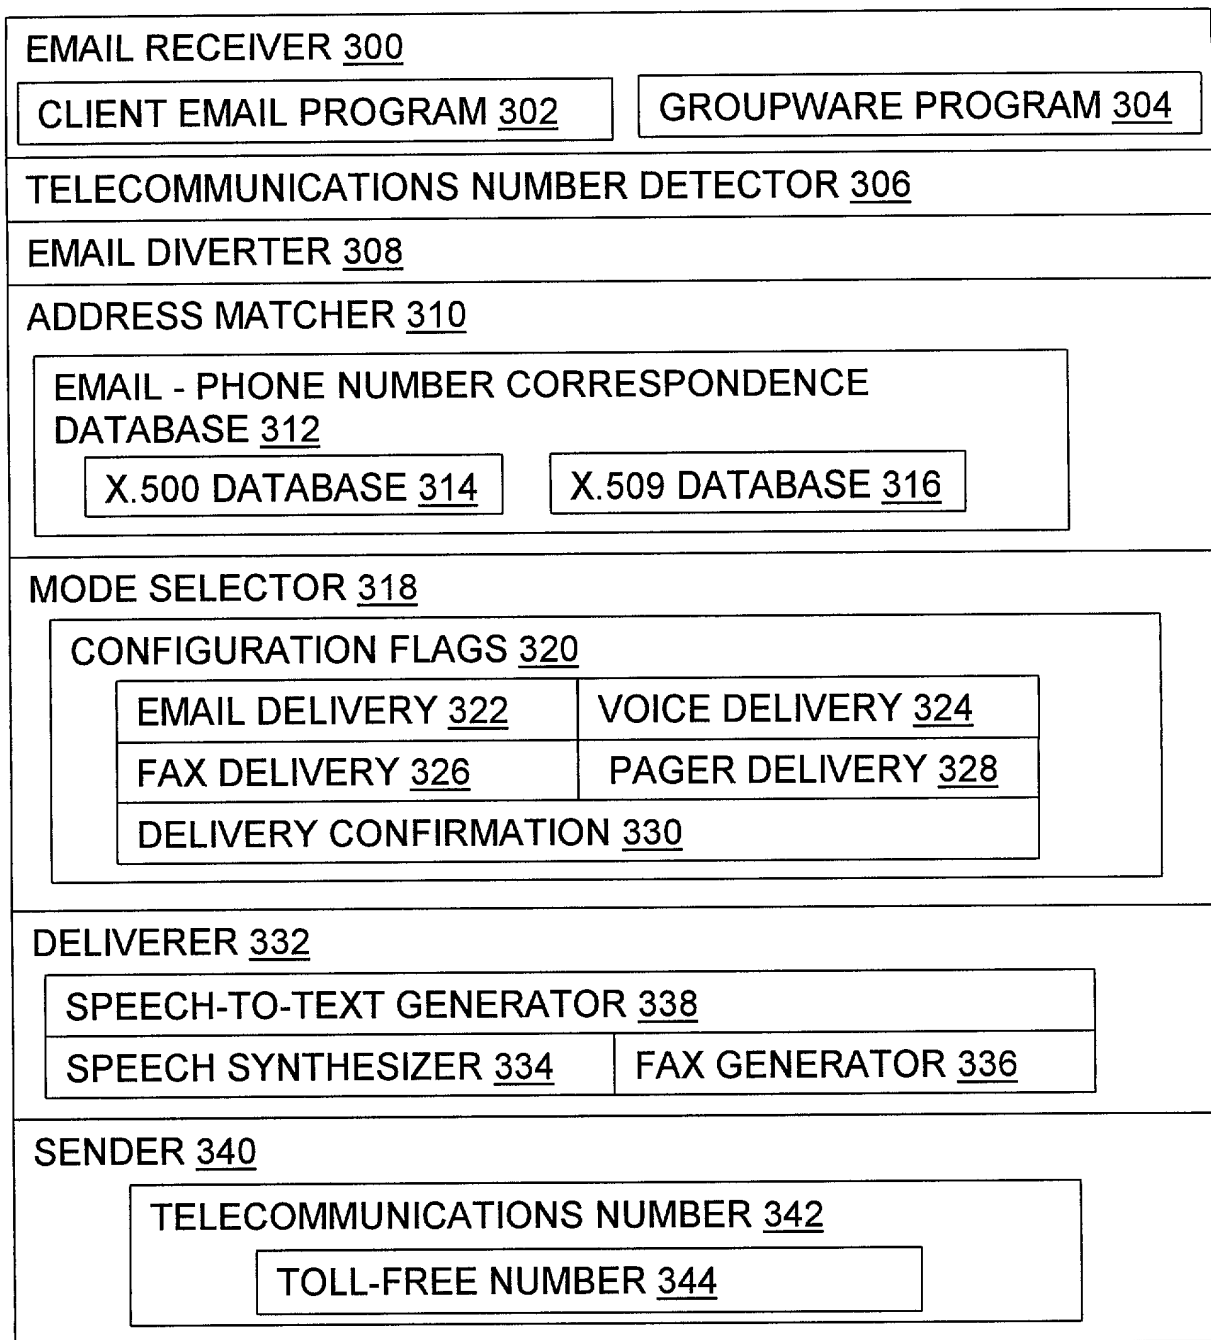 EMAIL RECEIVER 300
CLIENT EMAIL PROGRAM 302
GROUPWARE PROGRAM 304
TELECOMMUNICATIONS NUMBER DETECTOR 306
EMAIL DIVERTER 308
ADDRESS MATCHER 310
EMAIL - PHONE NUMBER CORRESPONDENCE
DATABASE 312
X.500 DATABASE 314
X.509 DATABASE 316
MODE SELECTOR 318
CONFIGURATION FLAGS 320
EMAIL DELIVERY 322
VOICE DELIVERY 324
FAX DELIVERY 326
PAGER DELIVERY 328
DELIVERY CONFIRMATION 330
DELIVERER 332
SPEECH-TO-TEXT GENERATOR 338
SPEECH SYNTHESIZER 334
FAX GENERATOR 336
SENDER 340
TELECOMMUNICATIONS NUMBER 342
TOLL-FREE NUMBER 344